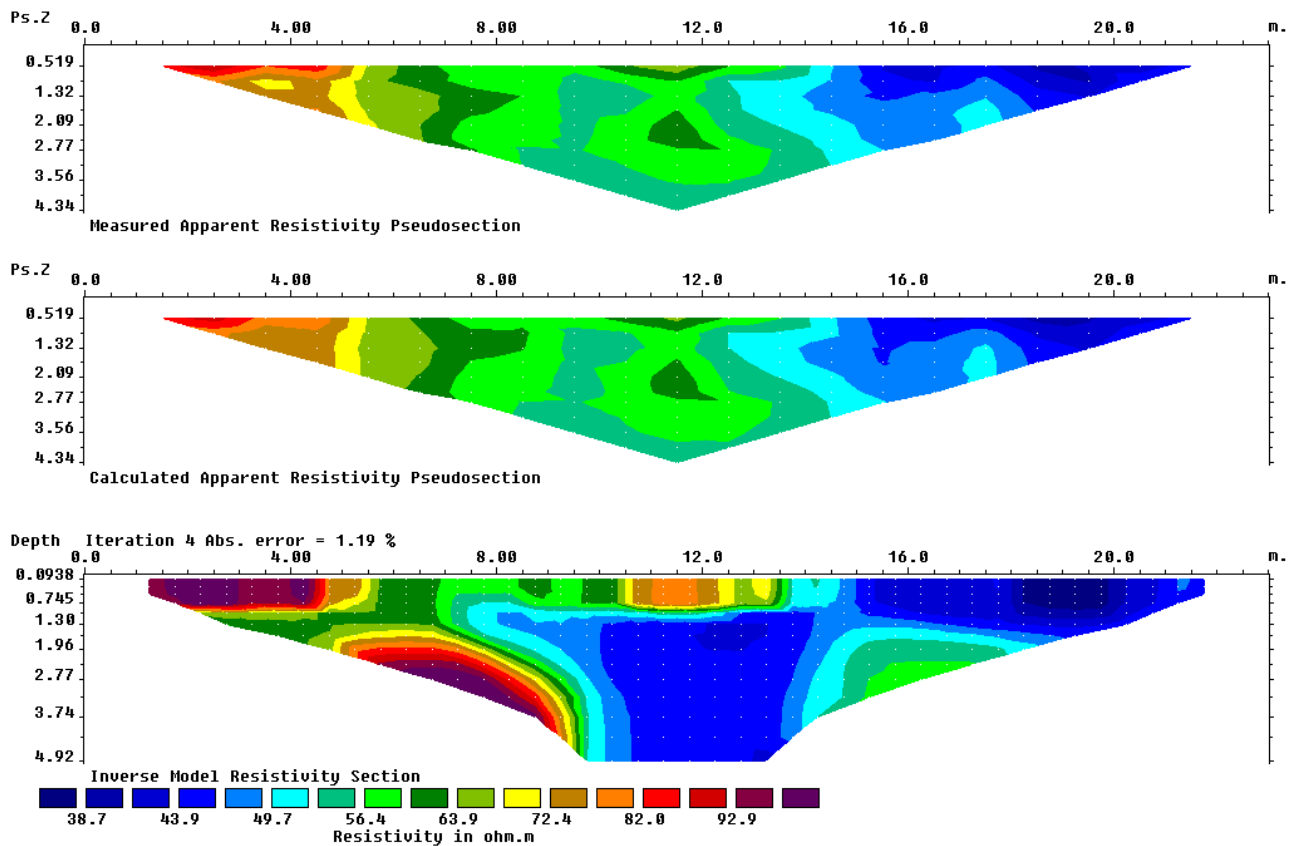 Ps.Z 0.0 4.00 8.00 12.0 16.0 20.0 m.
0.519
1.32
2.09
2.77
3.56
4.34
Measured Apparent Resistivity Pseudosection
Ps.Z 0.0 4.00 8.00 12.0 16.0 20.0 m.
0.519
1.32
2.09
2.77
3.56
4.34
Calculated Apparent Resistivity Pseudosection
Depth Iteration 4 Abs. error = 1.19 %
0.0 4.00 8.00 12.0 16.0 20.0 m.
0.0938
0.745
1.30
1.96
2.77
3.74
4.92
Inverse Model Resistivity Section
38.7 43.9 49.7 56.4 63.9 72.4 82.0 92.9
Resistivity in ohm.m